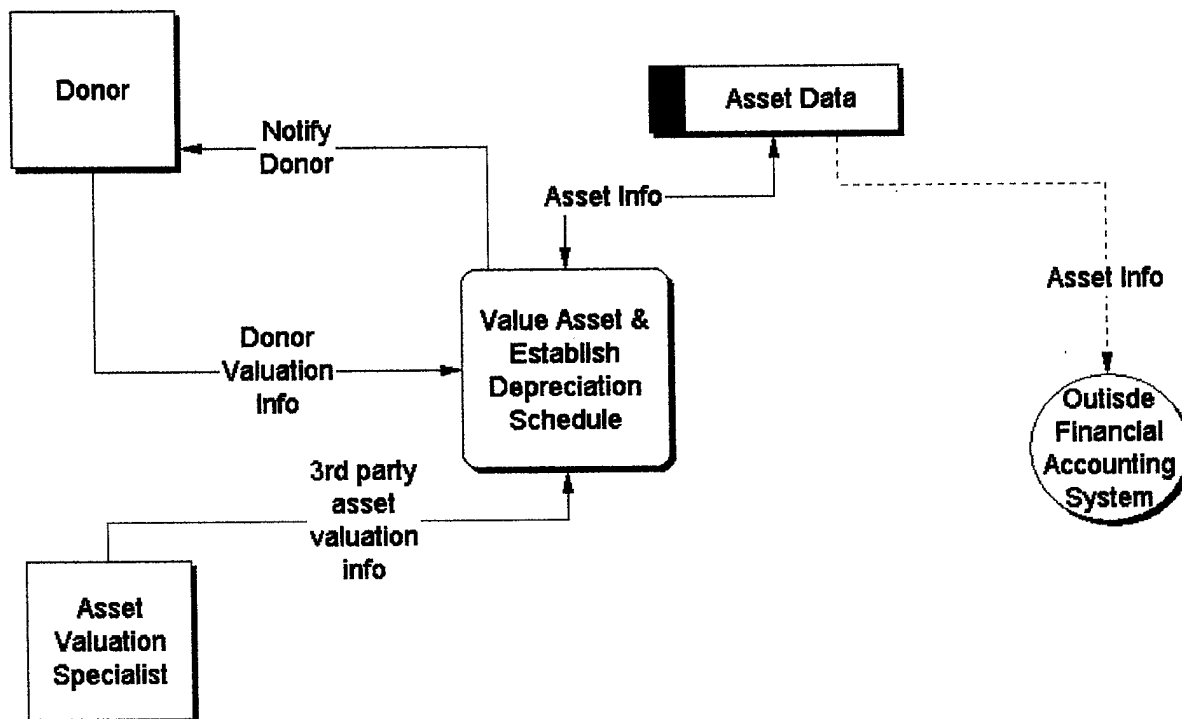 Donor
Notify
Donor
Asset Data
Asset Info
Asset Info
Value Asset &
Establish
Depreciation
Schedule
Donor
Valuation
Info
Outisde
Financial
Accounting
System
3rd party
asset
valuation
info
Asset
Valuation
Specialist